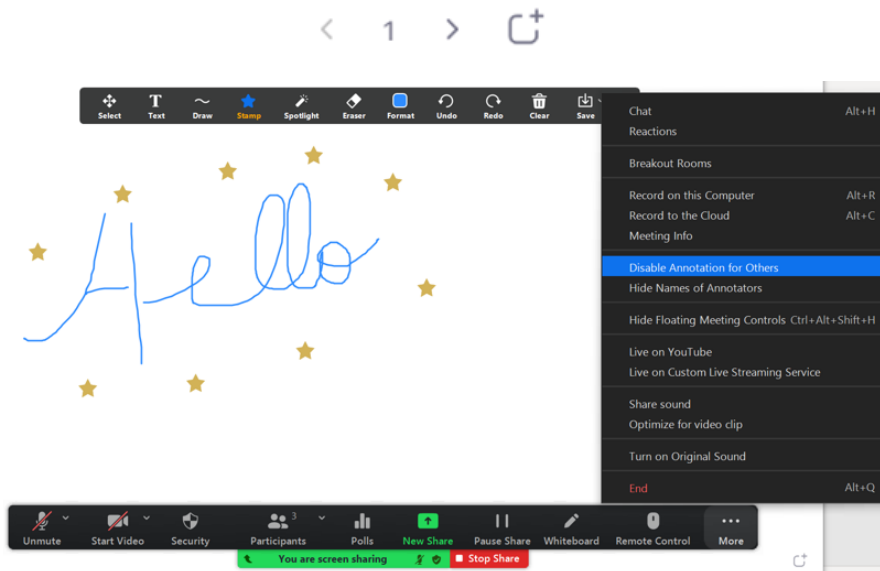 1
Select Text Draw Stamp Spotlight Eraser Format Undo Redo Clear Save
Hello
Chat Alt+H
Reactions
Breakout Rooms
Record on this Computer Alt+R
Record to the Cloud Alt+C
Meeting Info
Disable Annotation for Others
Hide Names of Annotators
Hide Floating Meeting Controls Ctrl+Alt+Shift+H
Live on YouTube
Live on Custom Live Streaming Service
Share sound
Optimize for video clip
Turn on Original Sound
End Alt+Q
3
Unmute Start Video Security Participants Polls New Share Pause Share Whiteboard Remote Control More
You are screen sharing Stop Share